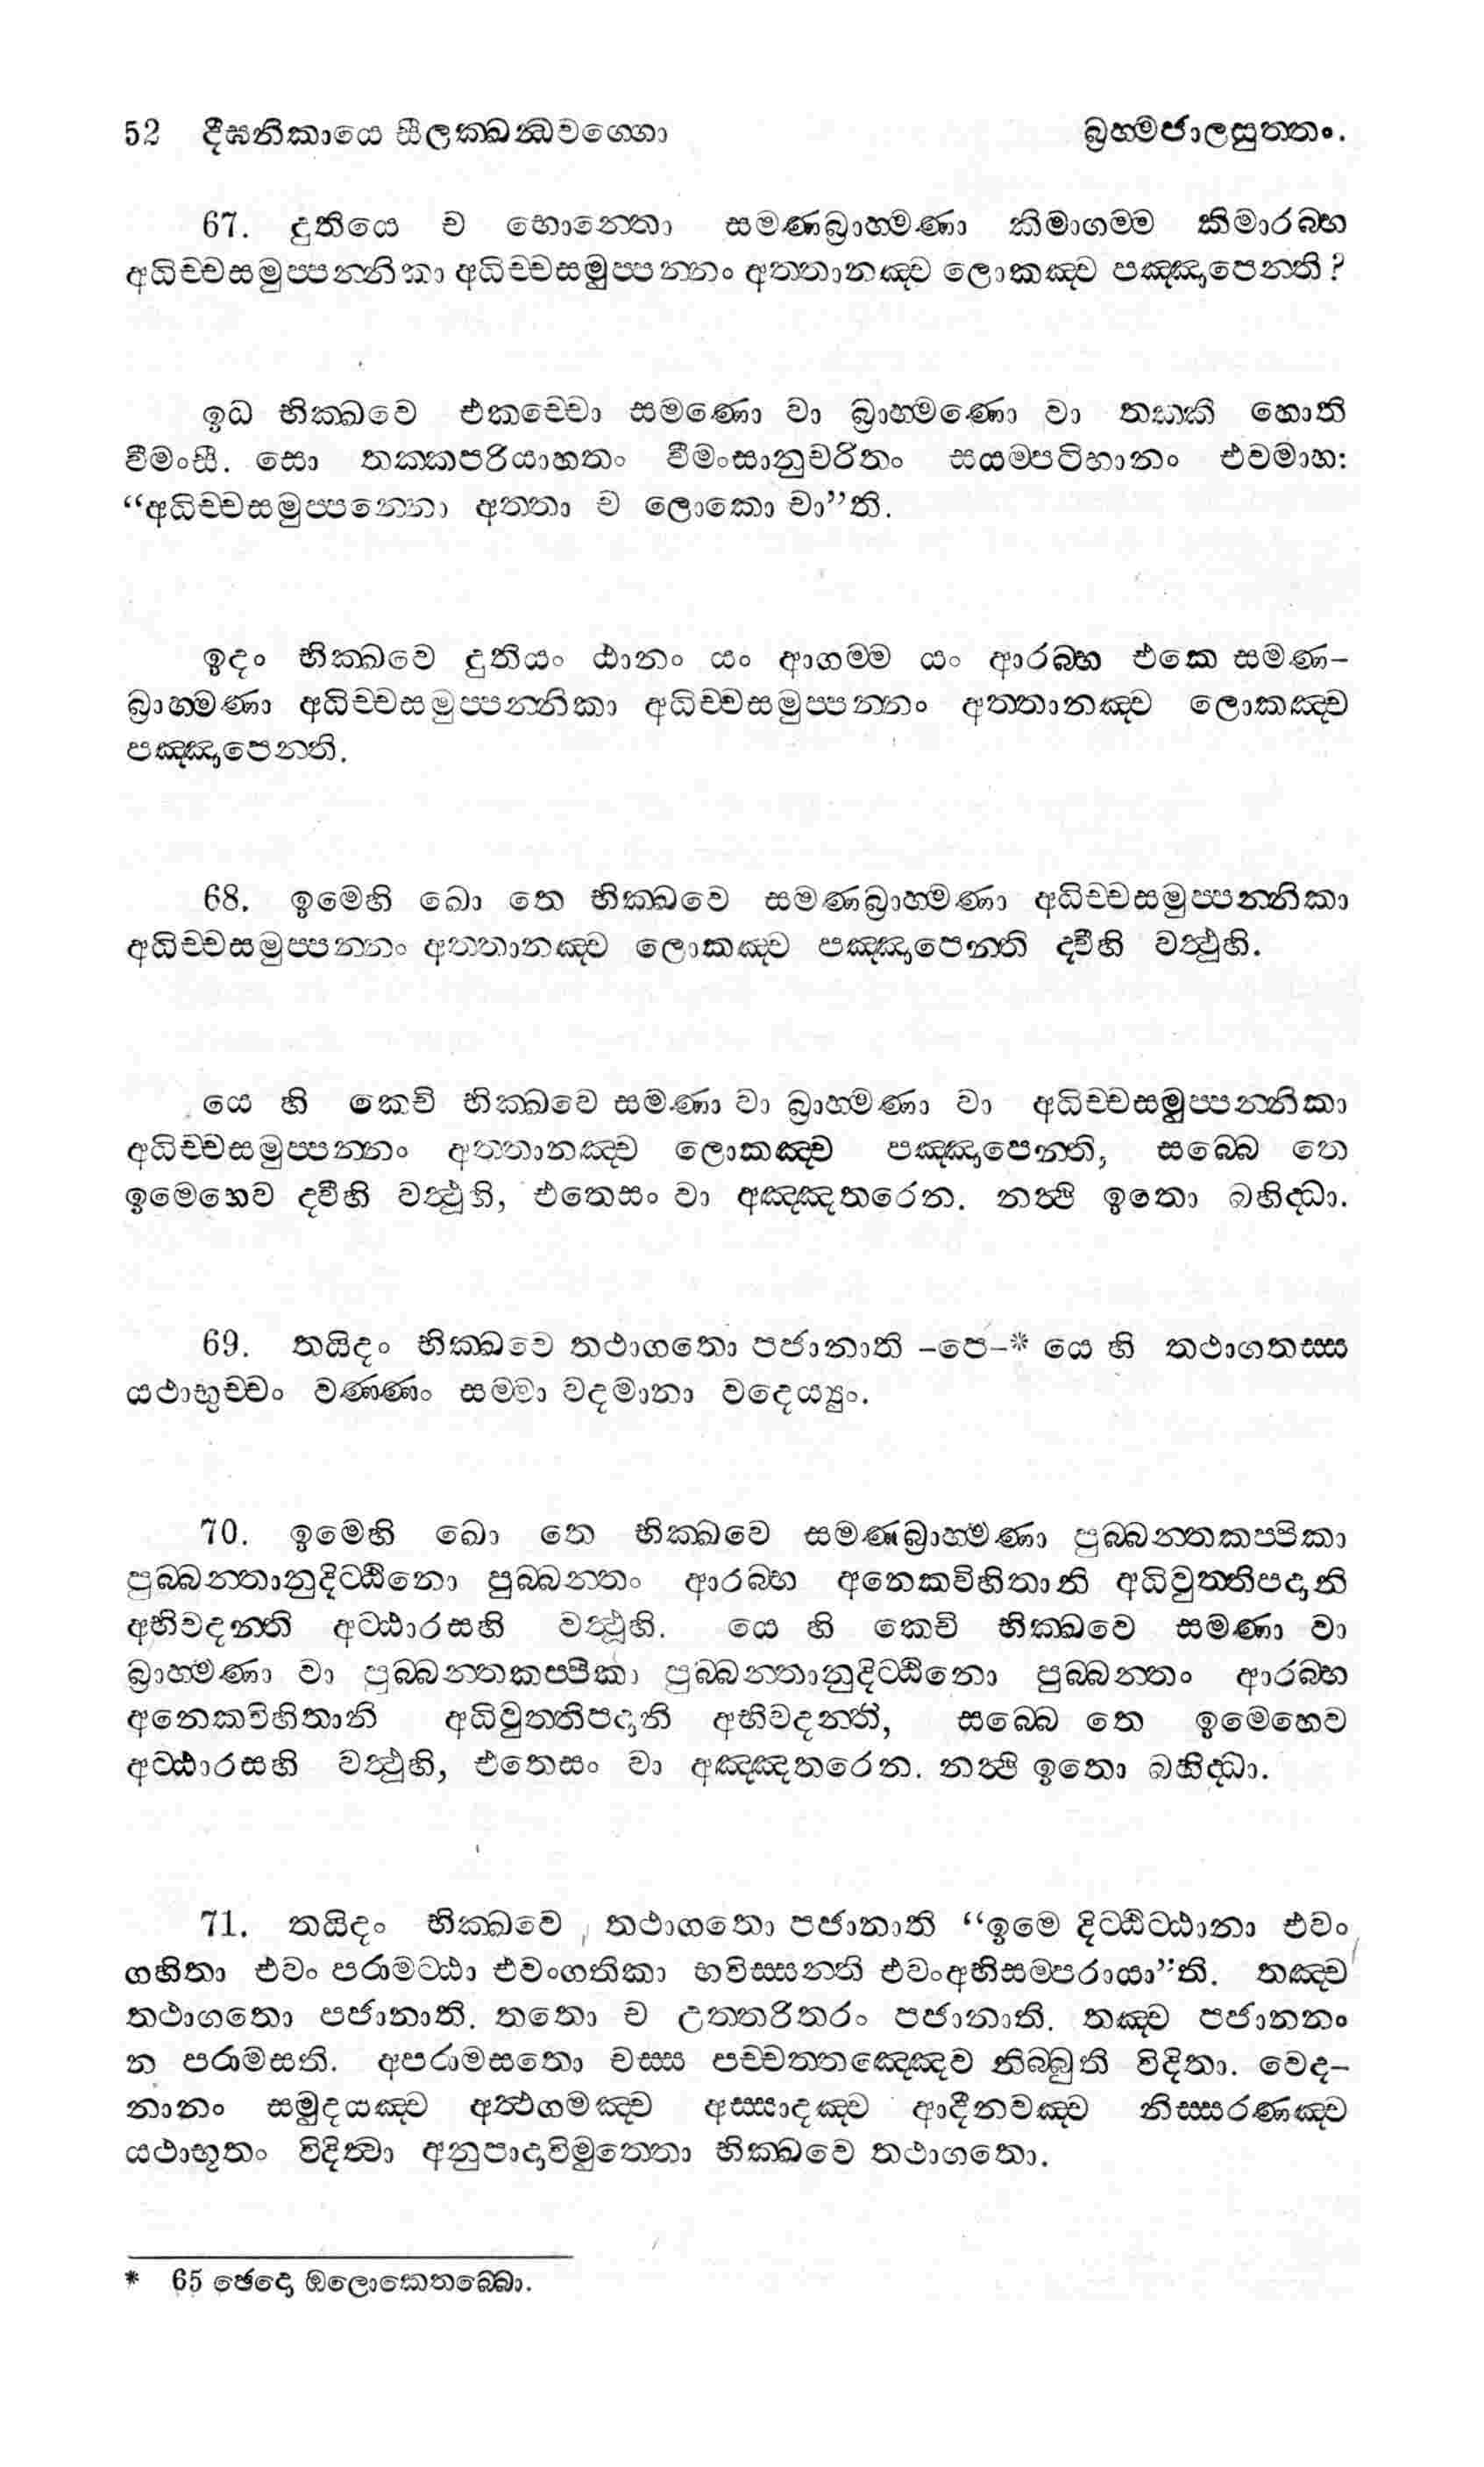 52 දීඝනිකායෙ සීලක්ඛන්ධවග්ගො බ්‍රහ්මජාලසුත්තං.
67. දුතියෙ ච භොන්තො සමණබ්‍රාහ්මණා කිමාගම්ම කිමාරබ්භ
අධිච්චසමුප්පන්නිකා අධිච්චසමුප්පන්නං අත්තානඤ්ච ලොකඤ්ච පඤ්ඤාපෙන්ති?
ඉධ භික්ඛවෙ එකච්චො සමණො වා බ්‍රාහ්මණො වා තක්කී හොති
වීමංසී. සො තක්කපරියාහතං වීමංසානුචරිතං සයම්පටිභානං එවමාහ:
“අධිච්චසමුප්පන්නො අත්තා ච ලොකො චා”ති.
ඉදං භික්ඛවෙ දුතියං ඨානං යං ආගම්ම යං ආරබ්භ එකෙ සමණ-
බ්‍රාහ්මණා අධිච්චසමුප්පන්නිකා අධිච්චසමුප්පන්නං අත්තානඤ්ච ලොකඤ්ච
පඤ්ඤාපෙන්ති.
68. ඉමෙහි ඛො තෙ භික්ඛවෙ සමණබ්‍රාහ්මණා අධිච්චසමුප්පන්නිකා
අධිච්චසමුප්පන්නං අත්තානඤ්ච ලොකඤ්ච පඤ්ඤාපෙන්ති ද්වීහි වත්ථූහි.
යෙ හි කෙචි භික්ඛවෙ සමණා වා බ්‍රාහ්මණා වා අධිච්චසමුප්පන්නිකා
අධිච්චසමුප්පන්නං අත්තානඤ්ච ලොකඤ්ච පඤ්ඤාපෙන්ති, සබ්බෙ තෙ
ඉමෙහෙව ද්වීහි වත්ථූහි, එතෙසං වා අඤ්ඤතරෙන. නත්ථි ඉතො බහිද්ධා.
69. තයිදං භික්ඛවෙ තථාගතො පජානාති -පෙ-* යෙ හි තථාගතස්ස
යථාභුච්චං වණ්ණං සම්මා වදමානා වදෙය්‍යුං.
70. ඉමෙහි ඛො තෙ භික්ඛවෙ සමණබ්‍රාහ්මණා පුබ්බන්තකප්පිකා
පුබ්බන්තානුදිට්ඨිනො පුබ්බන්තං ආරබ්භ අනෙකවිහිතානි අධිවුත්තිපදානි
අභිවදන්ති අට්ඨාරසහි වත්ථූහි. යෙ හි කෙචි භික්ඛවෙ සමණා වා
බ්‍රාහ්මණා වා පුබ්බන්තකප්පිකා පුබ්බන්තානුදිට්ඨිනො පුබ්බන්තං ආරබ්භ
අනෙකවිහිතානි අධිවුත්තිපදානි අභිවදන්ති, සබ්බෙ තෙ ඉමෙහෙව
අට්ඨාරසහි වත්ථූහි, එතෙසං වා අඤ්ඤතරෙන. නත්ථි ඉතො බහිද්ධා.
71. තයිදං භික්ඛවෙ තථාගතො පජානාති “ඉමෙ දිට්ඨිට්ඨානා එවං
ගහිතා එවං පරාමට්ඨා එවංගතිකා භවිස්සන්ති එවංඅභිසම්පරායා”ති. තඤ්ච
තථාගතො පජානාති. තතො ච උත්තරිතරං පජානාති. තඤ්ච පජානනං
න පරාමසති. අපරාමසතො චස්ස පච්චත්තඤ්ඤෙව නිබ්බුති විදිතා. වෙද-
නානං සමුදයඤ්ච අත්ථගමඤ්ච අස්සාදඤ්ච ආදීනවඤ්ච නිස්සරණඤ්ච
යථාභූතං විදිත්වා අනුපාදාවිමුත්තො භික්ඛවෙ තථාගතො.
* 65 ඡෙදො ඔලොකෙතබ්බො.